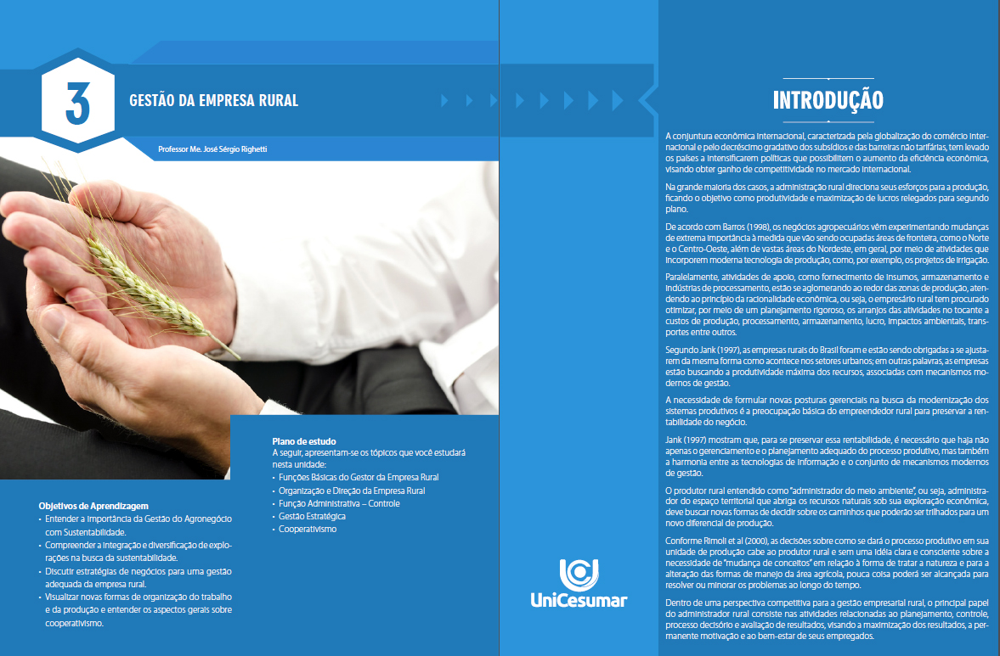 3
GESTÃO DA EMPRESA RURAL
Professor Me. José Sérgio Righetti
Objetivos de Aprendizagem
• Entender a importância da Gestão do Agronegócio
com Sustentabilidade.
• Compreender a integração e diversificação de explo-
rações na busca da sustentabilidade.
• Discutir estratégias de negócios para uma gestão
adequada da empresa rural.
• Visualizar novas formas de organização do trabalho
e da produção e entender os aspectos gerais sobre
cooperativismo.
Plano de estudo
A seguir, apresentam-se os tópicos que você estudará
nesta unidade:
• Funções Básicas do Gestor da Empresa Rural
• Organização e Direção da Empresa Rural
• Função Administrativa – Controle
• Gestão Estratégica
• Cooperativismo
UniCesumar
INTRODUÇÃO
A conjuntura econômica internacional, caracterizada pela globalização do comércio inter-
nacional e pelo decréscimo gradativo dos subsídios e das barreiras não tarifárias, tem levado
os países a intensificarem políticas que possibilitem o aumento da eficiência econômica,
visando obter ganho de competitividade no mercado internacional.
Na grande maioria dos casos, a administração rural direciona seus esforços para a produção,
ficando o objetivo como produtividade e maximização de lucros relegados para segundo
plano.
De acordo com Barros (1998), os negócios agropecuários vêm experimentando mudanças
de extrema importância à medida que vão sendo ocupadas áreas de fronteira, como o Norte
e o Centro-Oeste, além de vastas áreas do Nordeste, em geral, por meio de atividades que
incorporem moderna tecnologia de produção, como, por exemplo, os projetos de irrigação.
Paralelamente, atividades de apoio, como fornecimento de insumos, armazenamento e
indústrias de processamento, estão se aglomerando ao redor das zonas de produção, aten-
dendo ao princípio da racionalidade econômica, ou seja, o empresário rural tem procurado
otimizar, por meio de um planejamento rigoroso, os arranjos das atividades no tocante a
custos de produção, processamento, armazenamento, lucro, impactos ambientais, trans-
portes entre outros.
Segundo Jank (1997), as empresas rurais do Brasil foram e estão sendo obrigadas a se ajusta-
rem da mesma forma como acontece nos setores urbanos; em outras palavras, as empresas
estão buscando a produtividade máxima dos recursos, associadas com mecanismos mo-
dernos de gestão.
A necessidade de formular novas posturas gerenciais na busca da modernização dos
sistemas produtivos é a preocupação básica do empreendedor rural para preservar a ren-
tabilidade do negócio.
Jank (1997) mostram que, para se preservar essa rentabilidade, é necessário que haja não
apenas o gerenciamento e o planejamento adequado do processo produtivo, mas também
a harmonia entre as tecnologias de informação e o conjunto de mecanismos modernos
de gestão.
O produtor rural entendido como "administrador do meio ambiente", ou seja, administra-
dor do espaço territorial que abriga os recursos naturais sob sua exploração econômica,
deve buscar novas formas de decidir sobre os caminhos que poderão ser trilhados para um
novo diferencial de produção.
Conforme Rimoli et al (2000), as decisões sobre como se dará o processo produtivo em sua
unidade de produção cabe ao produtor rural e sem uma idéia clara e consciente sobre a
necessidade de "mudança de conceitos" em relação à forma de tratar a natureza e para a
alteração das formas de manejo da área agrícola, pouca coisa poderá ser alcançada para
resolver ou minorar os problemas ao longo do tempo.
Dentro de uma perspectiva competitiva para a gestão empresarial rural, o principal papel
do administrador rural consiste nas atividades relacionadas ao planejamento, controle,
processo decisório e avaliação de resultados, visando a maximização dos resultados, a per-
manente motivação e ao bem-estar de seus empregados.